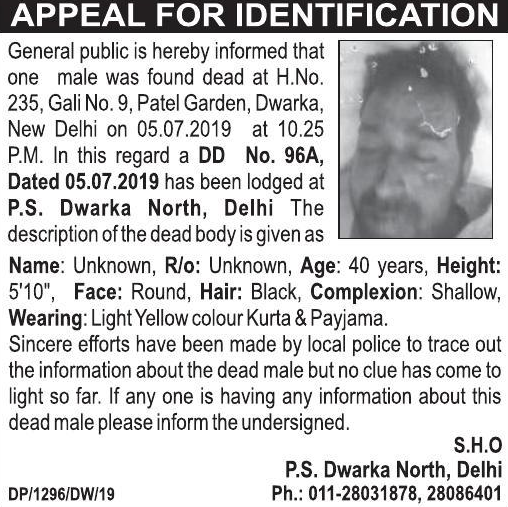 APPEAL FOR IDENTIFICATION
General public is hereby informed that
one male was found dead at H.No.
235, Gali No. 9, Patel Garden, Dwarka,
New Delhi on 05.07.2019 at 10.25
P.M. In this regard a DD No. 96A,
Dated 05.07.2019 has been lodged at
P.S. Dwarka North, Delhi The
description of the dead body is given as
Name: Unknown, R/o: Unknown, Age: 40 years, Height:
5'10", Face: Round, Hair: Black, Complexion: Shallow,
Wearing: Light Yellow colour Kurta & Payjama.
Sincere efforts have been made by local police to trace out
the information about the dead male but no clue has come to
light so far. If any one is having any information about this
dead male please inform the undersigned.
S.H.O
P.S. Dwarka North, Delhi
DP/1296/DW/19 Ph.: 011-28031878, 28086401